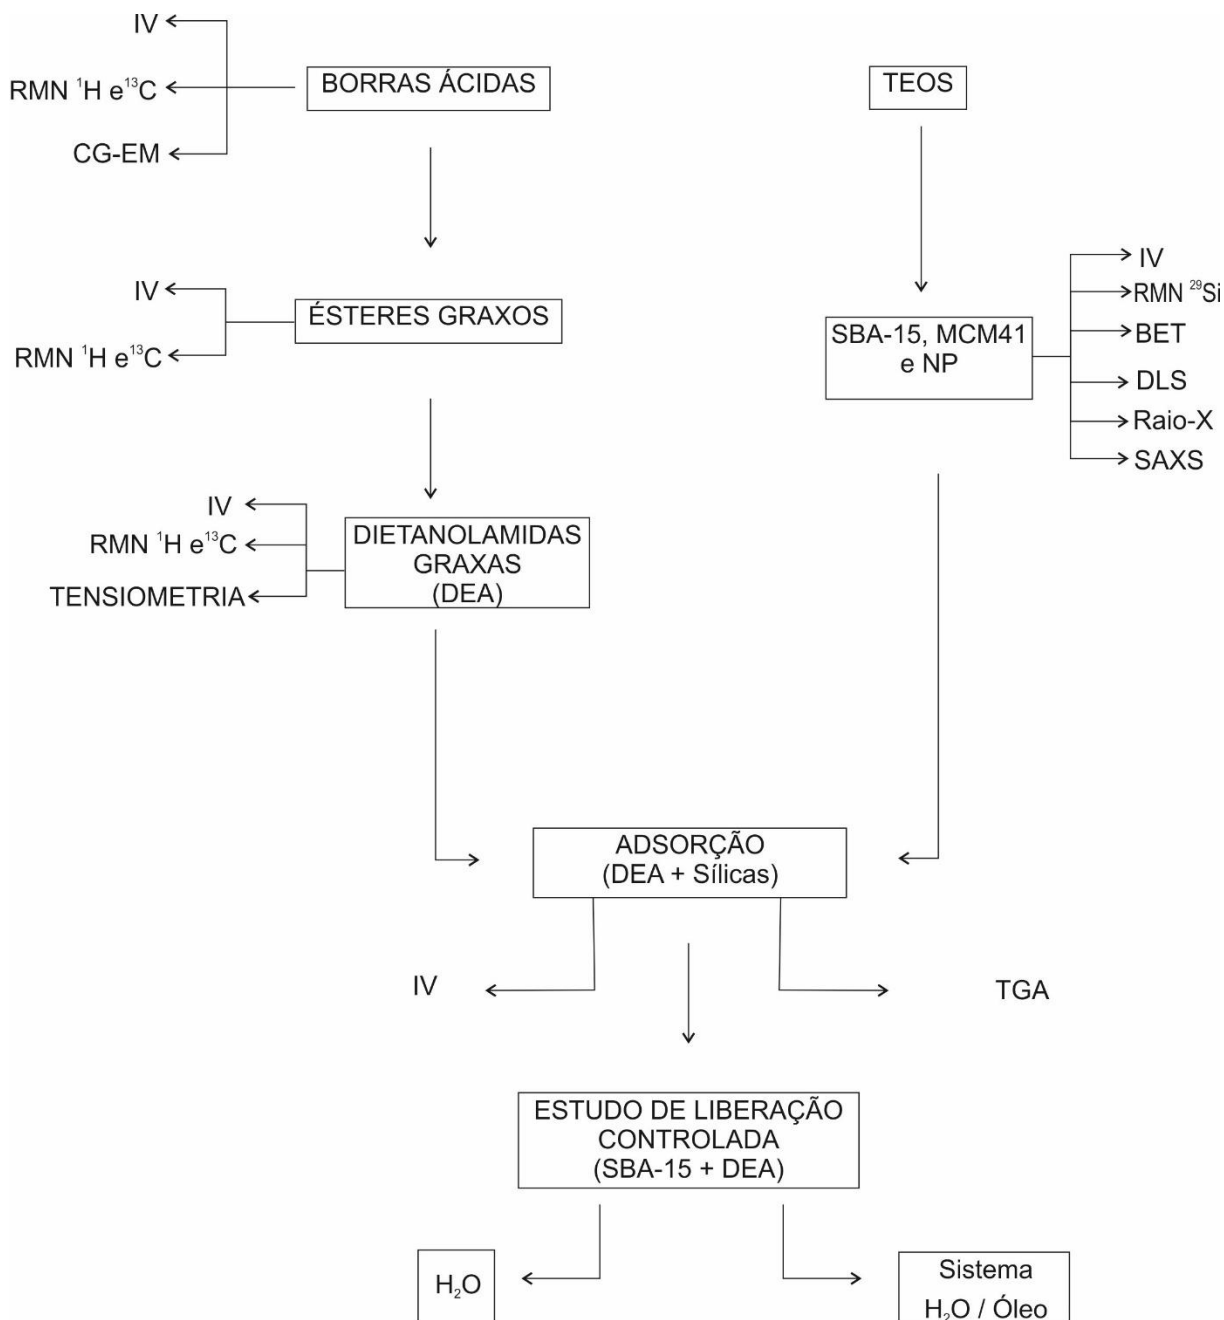 IV
RMN ¹H e¹³C
CG-EM
BORRAS ÁCIDAS
TEOS
IV
RMN ¹H e¹³C
ÉSTERES GRAXOS
SBA-15, MCM41
e NP
IV
RMN ²⁹Si
BET
DLS
Raio-X
SAXS
IV
RMN ¹H e¹³C
TENSIOMETRIA
DIETANOLAMIDAS
GRAXAS
(DEA)
ADSORÇÃO
(DEA + Sílicas)
IV
TGA
ESTUDO DE LIBERAÇÃO
CONTROLADA
(SBA-15 + DEA)
H₂O
Sistema
H₂O / Óleo